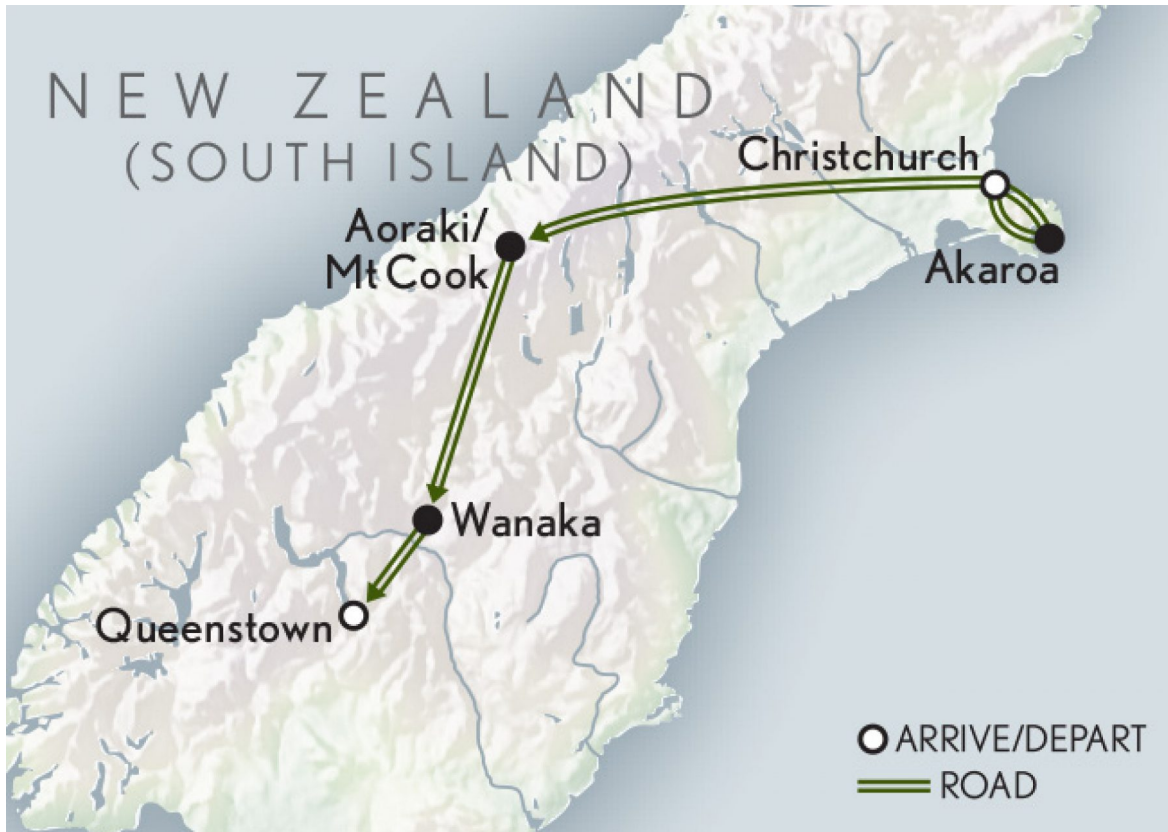 NEW ZEALAND
(SOUTH ISLAND)
Christchurch
Aoraki/
Mt Cook
Akaroa
Wanaka
Queenstown
ARRIVE/DEPART
ROAD